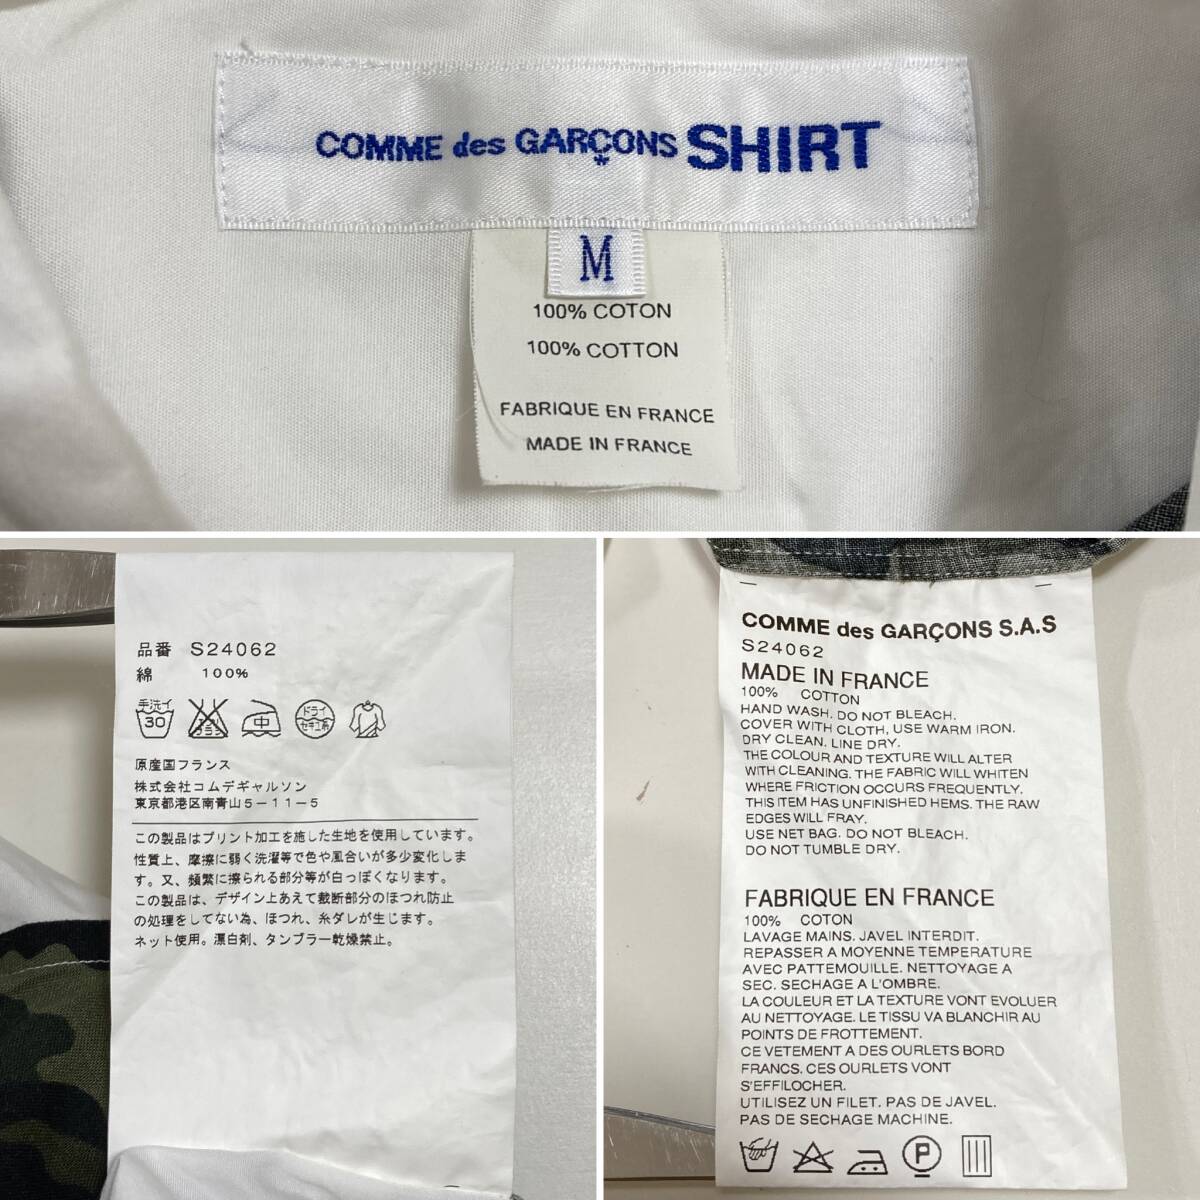 COMME des GARÇONS SHIRT
M
100% COTON
100% COTTON
FABRIQUE EN FRANCE
MADE IN FRANCE
品番 S24062
綿 100%
手洗イ
30
中
ドライ
セキユ系
原産国フランス
株式会社コムデギャルソン
東京都港区南青山5-11-5
この製品はプリント加工を施した生地を使用しています。
性質上、摩擦に弱く洗濯等で色や風合いが多少変化しま
す。又、頻繁に擦られる部分等が白っぽくなります。
この製品は、デザイン上あえて裁断部分のほつれ防止
の処理をしてない為、ほつれ、糸ダレが生じます。
ネット使用。漂白剤、タンブラー乾燥禁止。
COMME des GARÇONS S.A.S
S24062
MADE IN FRANCE
100% COTTON
HAND WASH. DO NOT BLEACH.
COVER WITH CLOTH, USE WARM IRON.
DRY CLEAN. LINE DRY.
THE COLOUR AND TEXTURE WILL ALTER
WITH CLEANING. THE FABRIC WILL WHITEN
WHERE FRICTION OCCURS FREQUENTLY.
THIS ITEM HAS UNFINISHED HEMS. THE RAW
EDGES WILL FRAY.
USE NET BAG. DO NOT BLEACH.
DO NOT TUMBLE DRY.
FABRIQUE EN FRANCE
100% COTON
LAVAGE MAINS. JAVEL INTERDIT.
REPASSER A MOYENNE TEMPERATURE
AVEC PATTEMOUILLE. NETTOYAGE A
SEC. SECHAGE A L'OMBRE.
LA COULEUR ET LA TEXTURE VONT EVOLUER
AU NETTOYAGE. LE TISSU VA BLANCHIR AU
POINTS DE FROTTEMENT.
CE VETEMENT A DES OURLETS BORD
FRANCS. CES OURLETS VONT
S'EFFILOCHER.
UTILISEZ UN FILET. PAS DE JAVEL.
PAS DE SECHAGE MACHINE.
P